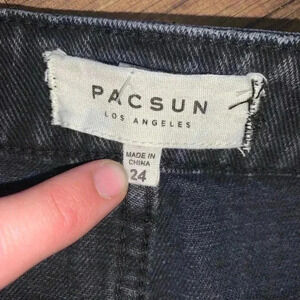 PACSUN
LOS ANGELES
MADE IN
CHINA
24